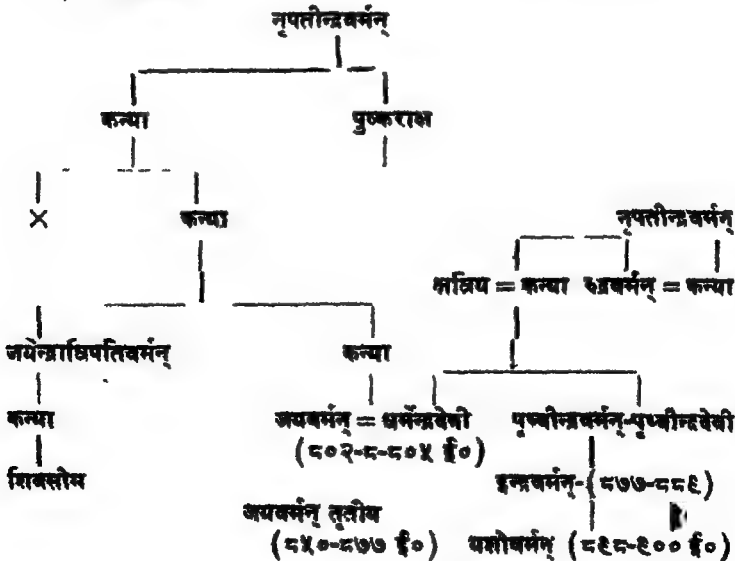 नृपतीन्द्रवर्मन्
कन्या पुष्कराक्ष
× कन्या नृपतीन्द्रवर्मन्
क्षत्रिय = कन्या रुद्रवर्मन् = कन्या
जयेन्द्राधिपतिवर्मन् कन्या
कन्या जयवर्मन् = धर्मेन्द्रदेवी पृथ्वीन्द्रवर्मन्-पृथ्वीन्द्रदेवी
(८०२-८-८०५ ई०)
शिवसोम इन्द्रवर्मन्-(८७७-८८९)
जयवर्मन् तृतीय
(८५०-८७७ ई०) यशोवर्मन् (८८९-९०० ई०)